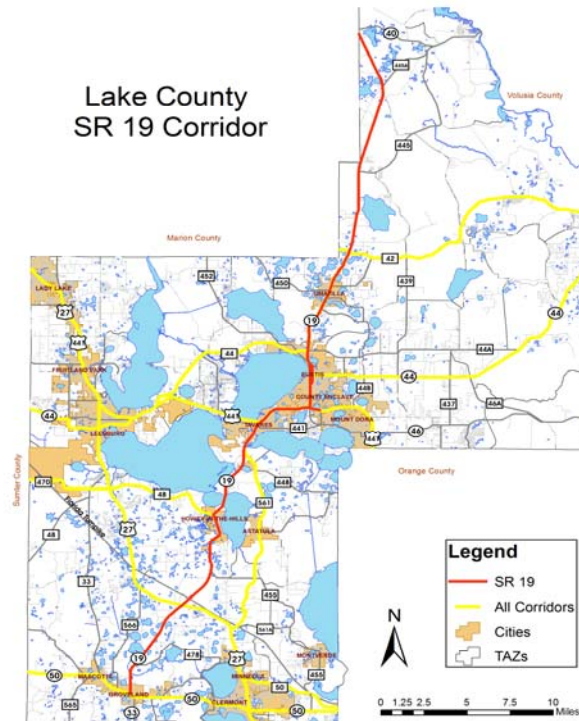 Lake County
SR 19 Corridor
40
445A
Volusia County
445
Marion County
42
452
450
439
UMATILLA
LADY LAKE
27
441
19
44
FRUITLAND PARK
44
44A
EUSTIS
44B
44
COUNTY ENCLAVE
437
46A
44
441
TAVARES
441
MOUNT DORA
441
46
LEESBURG
Sumter County
Orange County
470
48
19
448
561
Florida Turnpike
HOWEY-IN-THE-HILLS
ASTATULA
48
27
33
455
566
561A
19
478
27
MONTVERDE
50
MASCOTTE
MINNEOLA
455
GROVELAND
50
50
565
33
CLERMONT
50
Legend
SR 19
All Corridors
Cities
TAZs
N
0 1.25 2.5 5 7.5 10
Miles